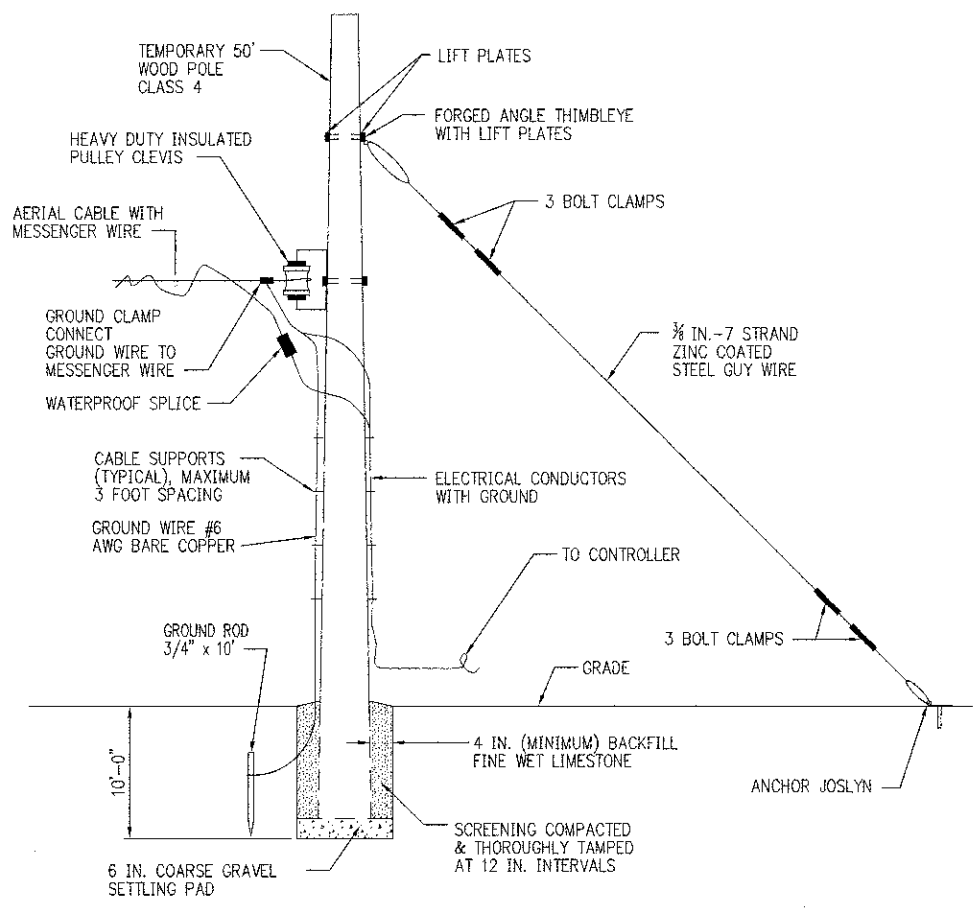 TEMPORARY 50'
WOOD POLE
CLASS 4
LIFT PLATES
FORGED ANGLE THIMBLEYE
WITH LIFT PLATES
HEAVY DUTY INSULATED
PULLEY CLEVIS
3 BOLT CLAMPS
AERIAL CABLE WITH
MESSENGER WIRE
GROUND CLAMP
CONNECT
GROUND WIRE TO
MESSENGER WIRE
⅜ IN.-7 STRAND
ZINC COATED
STEEL GUY WIRE
WATERPROOF SPLICE
CABLE SUPPORTS
(TYPICAL), MAXIMUM
3 FOOT SPACING
ELECTRICAL CONDUCTORS
WITH GROUND
GROUND WIRE #6
AWG BARE COPPER
TO CONTROLLER
GROUND ROD
3/4" x 10'
3 BOLT CLAMPS
GRADE
10'-0"
4 IN. (MINIMUM) BACKFILL
FINE WET LIMESTONE
ANCHOR JOSLYN
SCREENING COMPACTED
& THOROUGHLY TAMPED
AT 12 IN. INTERVALS
6 IN. COARSE GRAVEL
SETTLING PAD